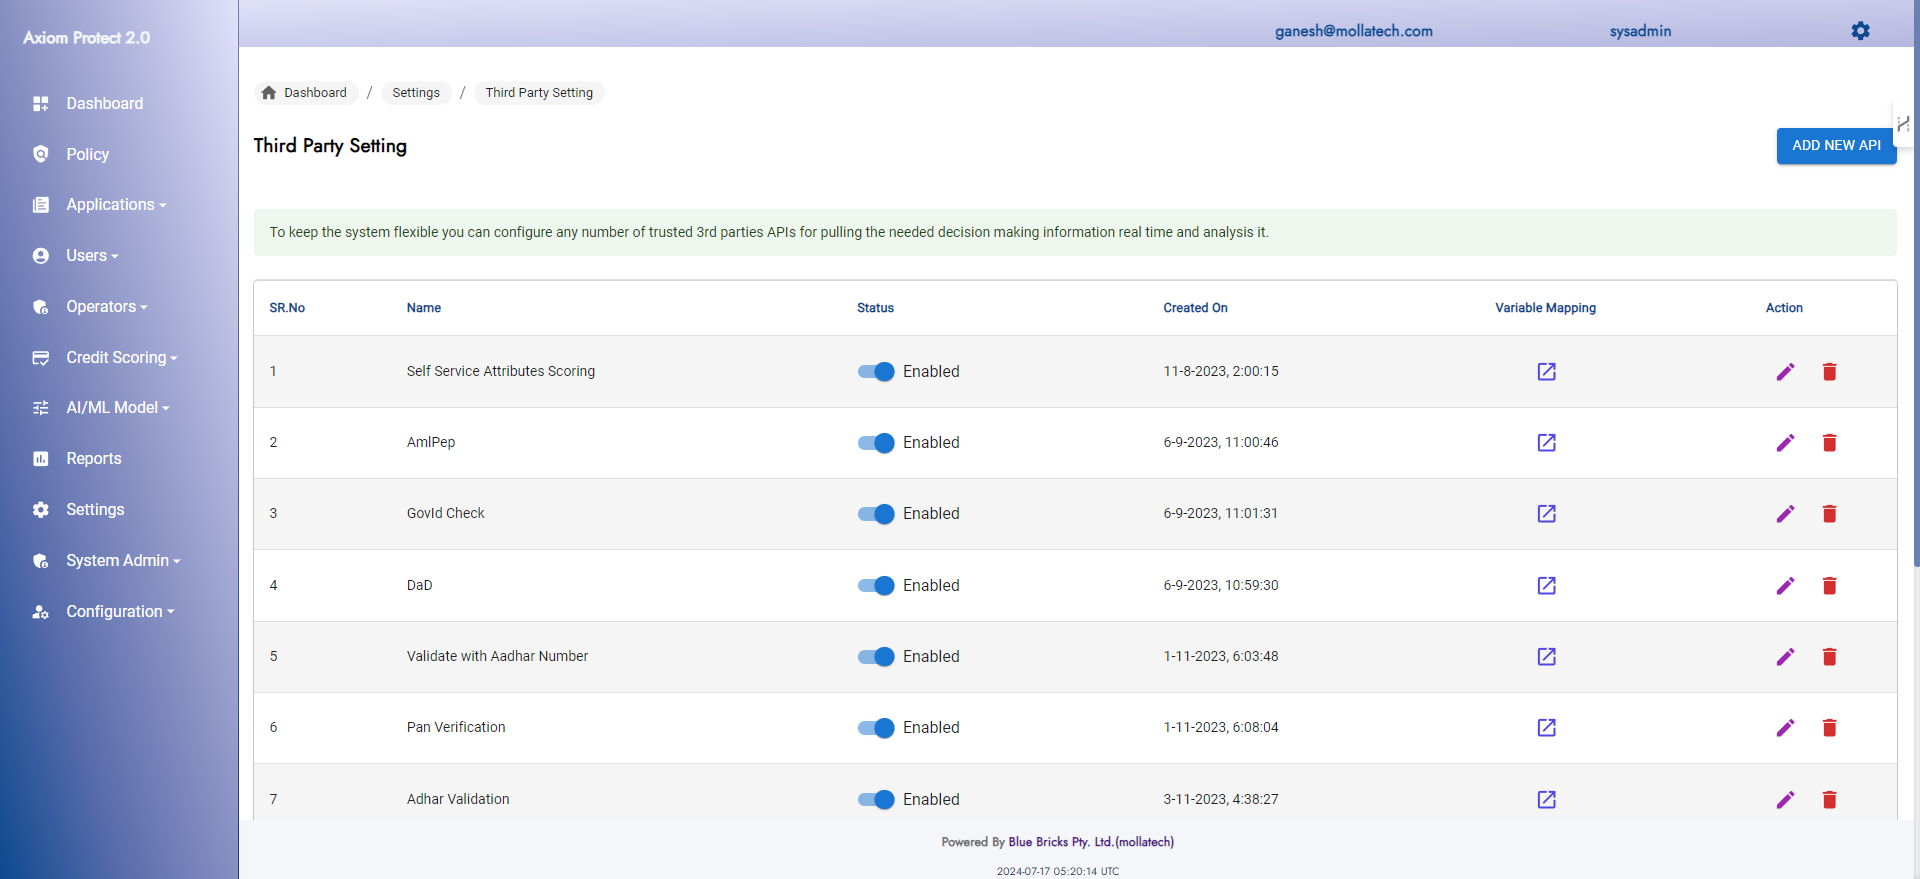 Axiom Protect 2.0
ganesh@mollatech.com
sysadmin
Dashboard
Policy
Applications
Users
Operators
Credit Scoring
AI/ML Model
Reports
Settings
System Admin
Configuration
Dashboard / Settings / Third Party Setting
Third Party Setting
ADD NEW API
To keep the system flexible you can configure any number of trusted 3rd parties APIs for pulling the needed decision making information real time and analysis it.
SR.No Name Status Created On Variable Mapping Action
1 Self Service Attributes Scoring Enabled 11-8-2023, 2:00:15
2 AmlPep Enabled 6-9-2023, 11:00:46
3 GovId Check Enabled 6-9-2023, 11:01:31
4 DaD Enabled 6-9-2023, 10:59:30
5 Validate with Aadhar Number Enabled 1-11-2023, 6:03:48
6 Pan Verification Enabled 1-11-2023, 6:08:04
7 Adhar Validation Enabled 3-11-2023, 4:38:27
Powered By Blue Bricks Pty. Ltd.(mollatech)
2024-07-17 05:20:14 UTC